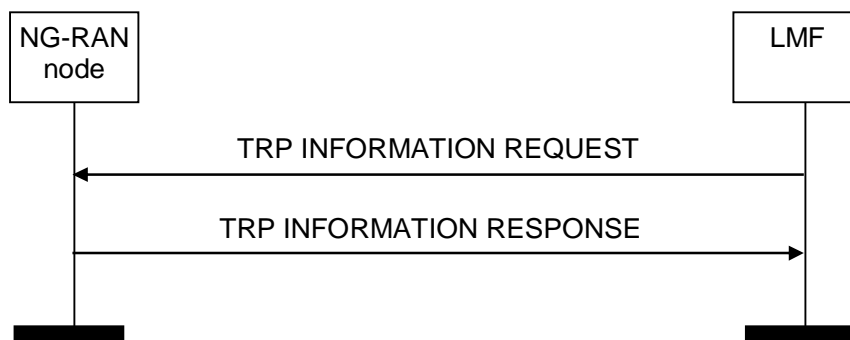 NG-RAN
node
LMF
TRP INFORMATION REQUEST
TRP INFORMATION RESPONSE